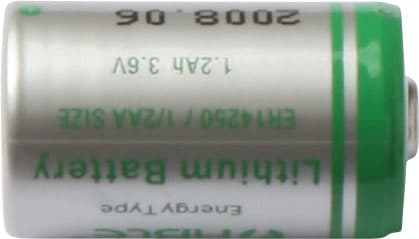 Energy Type
Lithium Battery
ER14250 / 1/2AA SIZE
1.2Ah 3.6V
2008.06